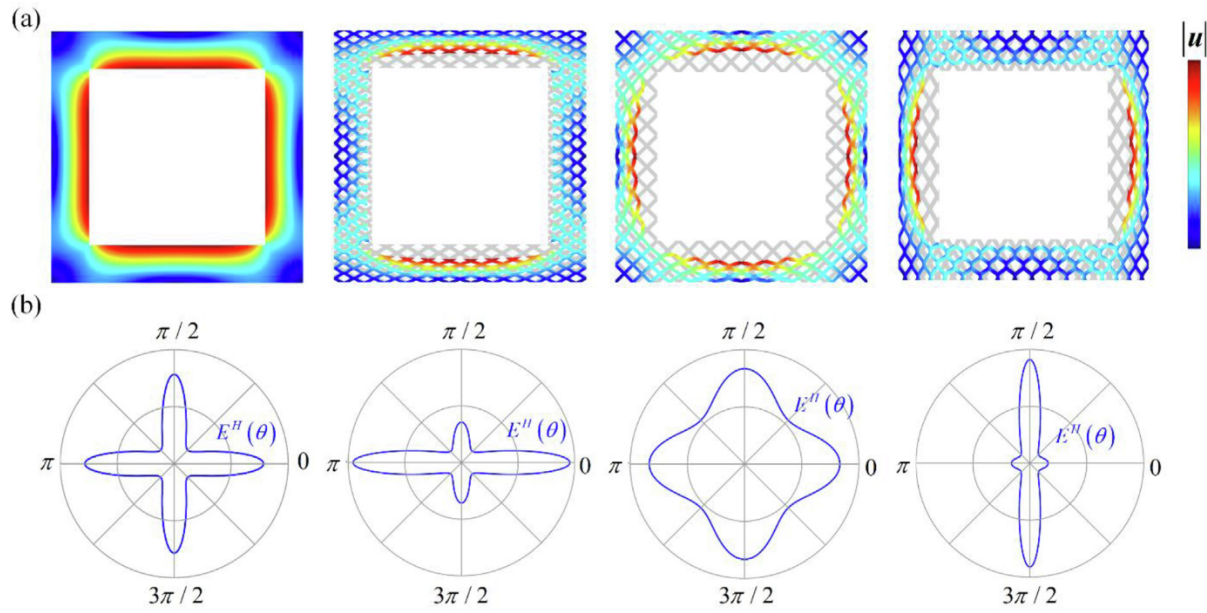 (a)
|u|
(b)
π / 2 π / 2 π / 2 π / 2
π E^H(θ) 0 π E^H(θ) 0 π E^H(θ) 0 π E^H(θ) 0
3π / 2 3π / 2 3π / 2 3π / 2